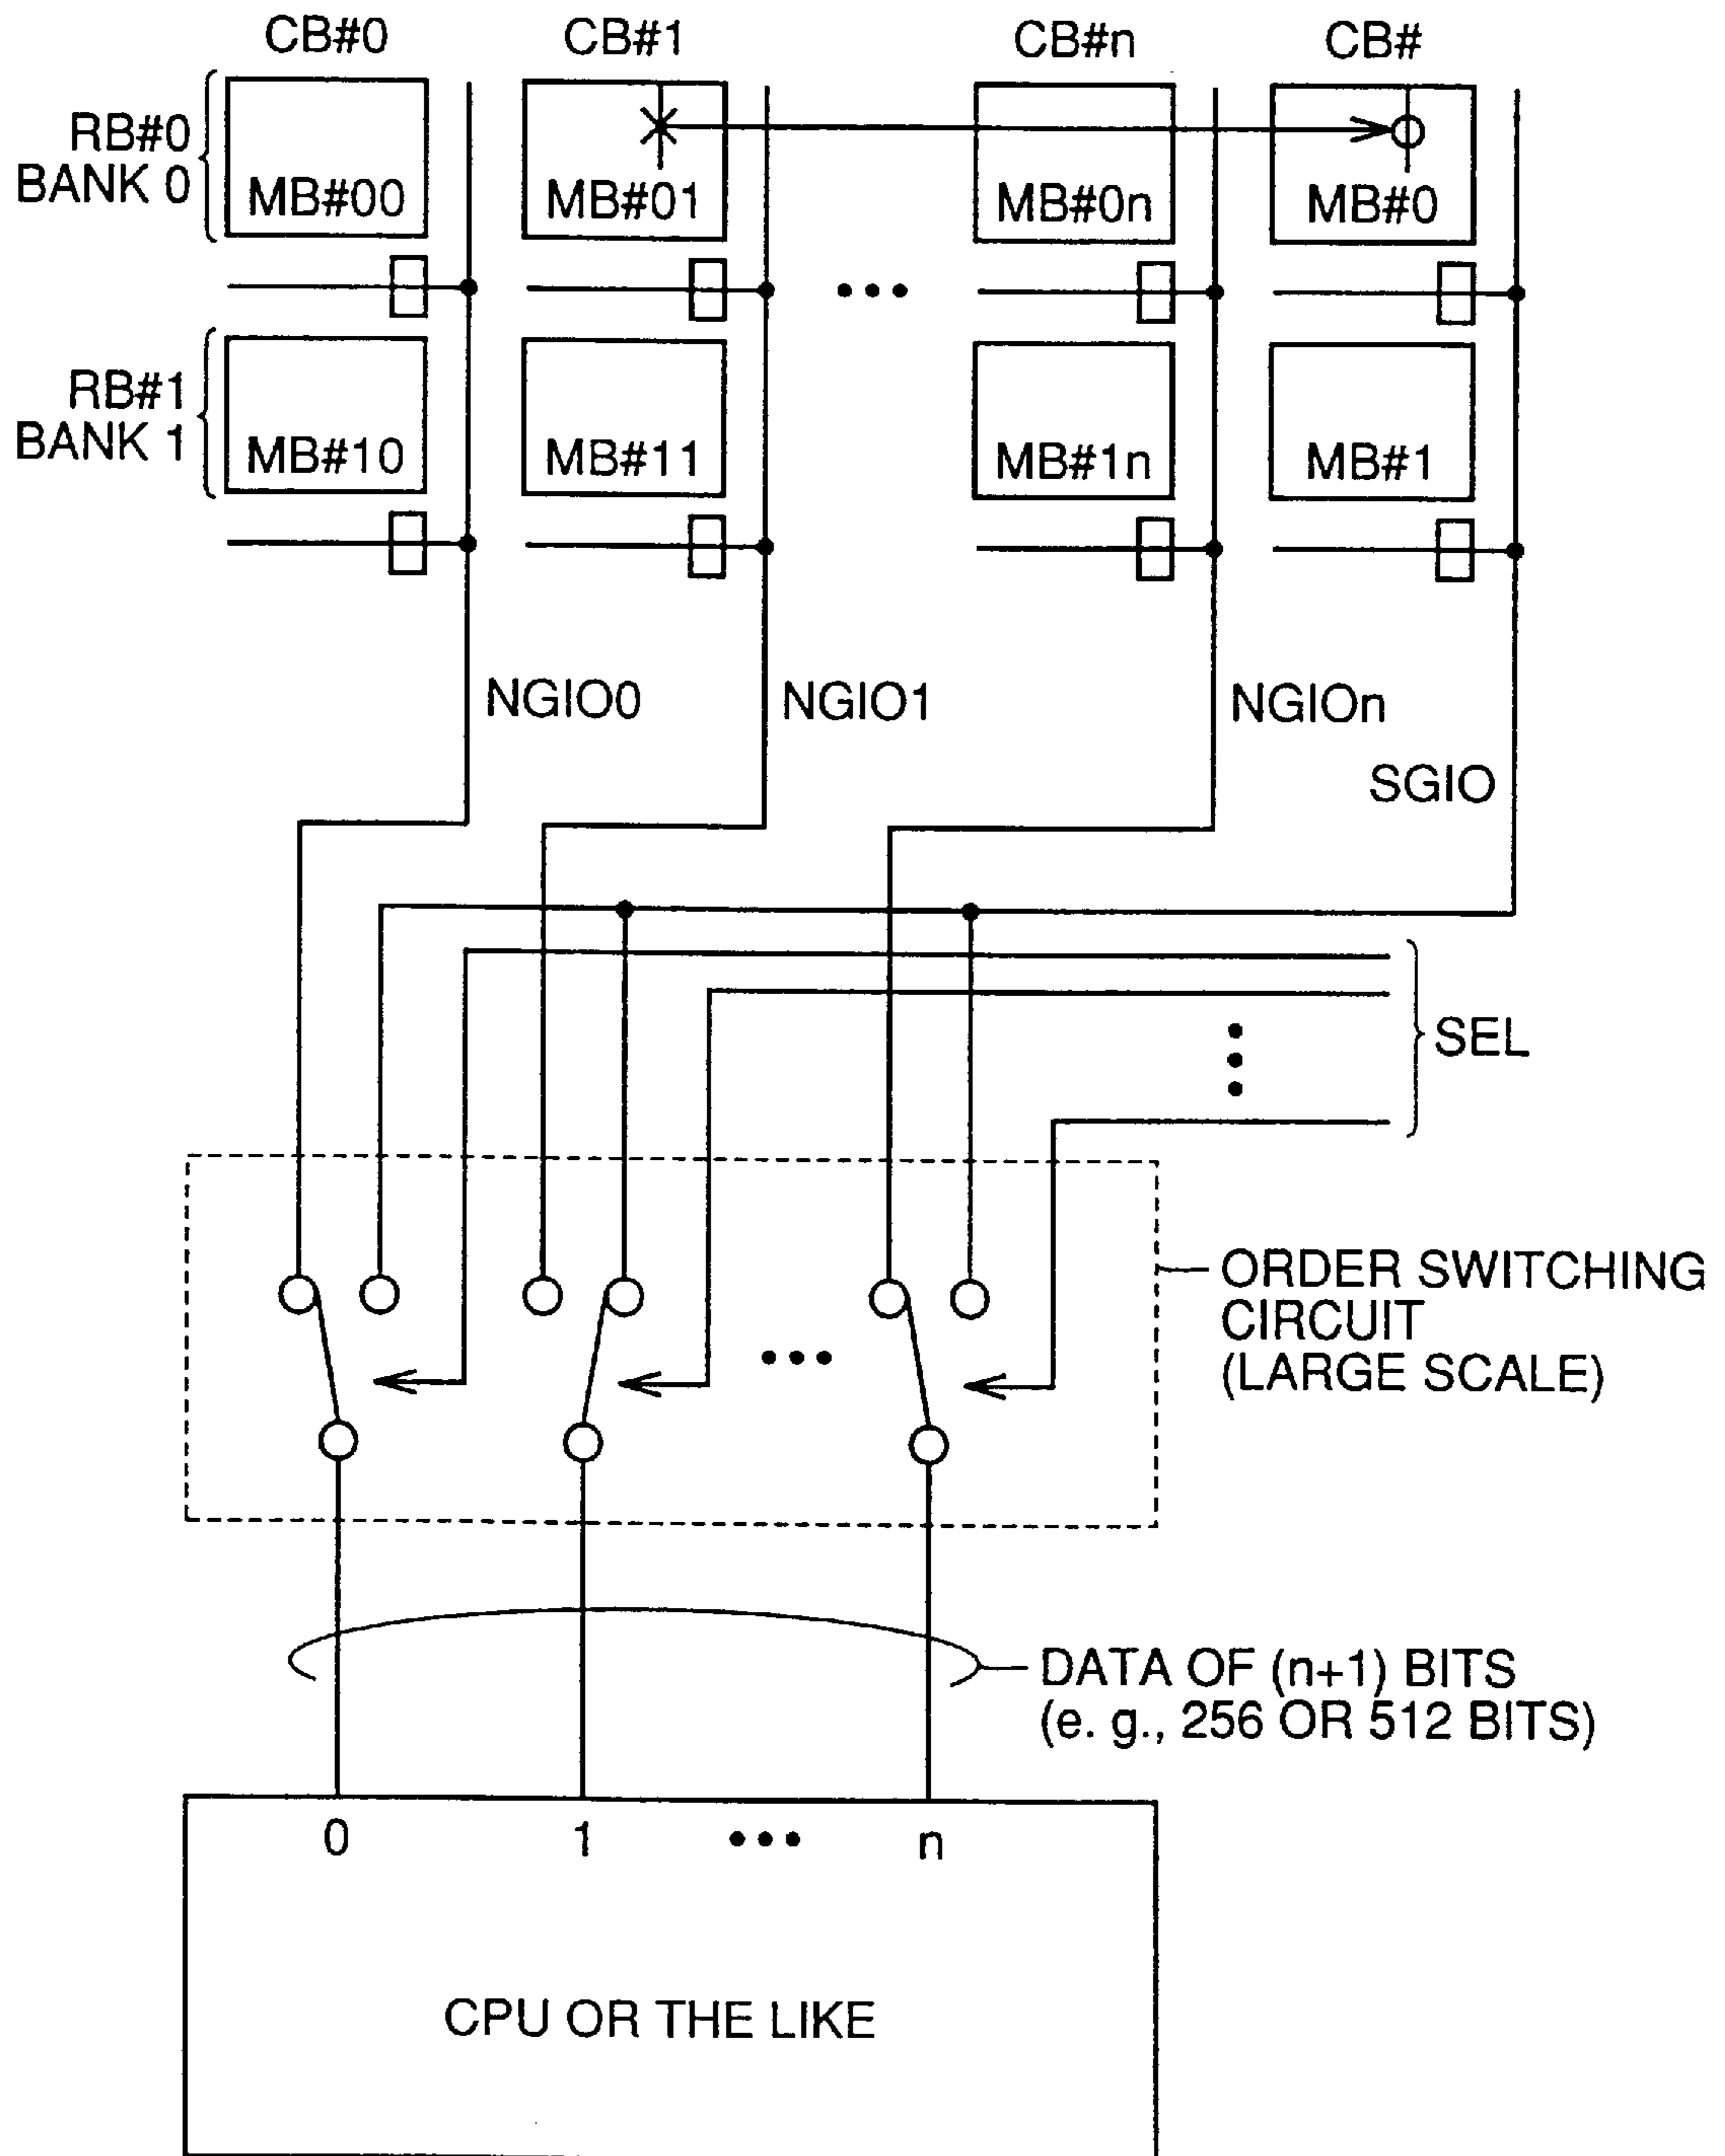 CB#0 CB#1 CB#n CB#
RB#0
BANK 0
MB#00 MB#01 MB#0n MB#0
RB#1
BANK 1
MB#10 MB#11 MB#1n MB#1
NGIO0 NGIO1 NGIOn
SGIO
SEL
ORDER SWITCHING
CIRCUIT
(LARGE SCALE)
DATA OF (n+1) BITS
(e. g., 256 OR 512 BITS)
0 1 n
CPU OR THE LIKE